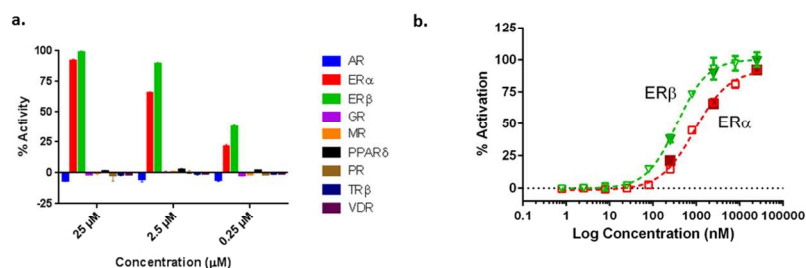 a.
% Activity
100
75
50
25
0
-25
25 µM
2.5 µM
0.25 µM
Concentration (µM)
AR
ERα
ERβ
GR
MR
PPARδ
PR
TRβ
VDR
b.
% Activation
125
100
75
50
25
0
ERβ
ERα
0.1 1 10 100 1000 10000 100000
Log Concentration (nM)